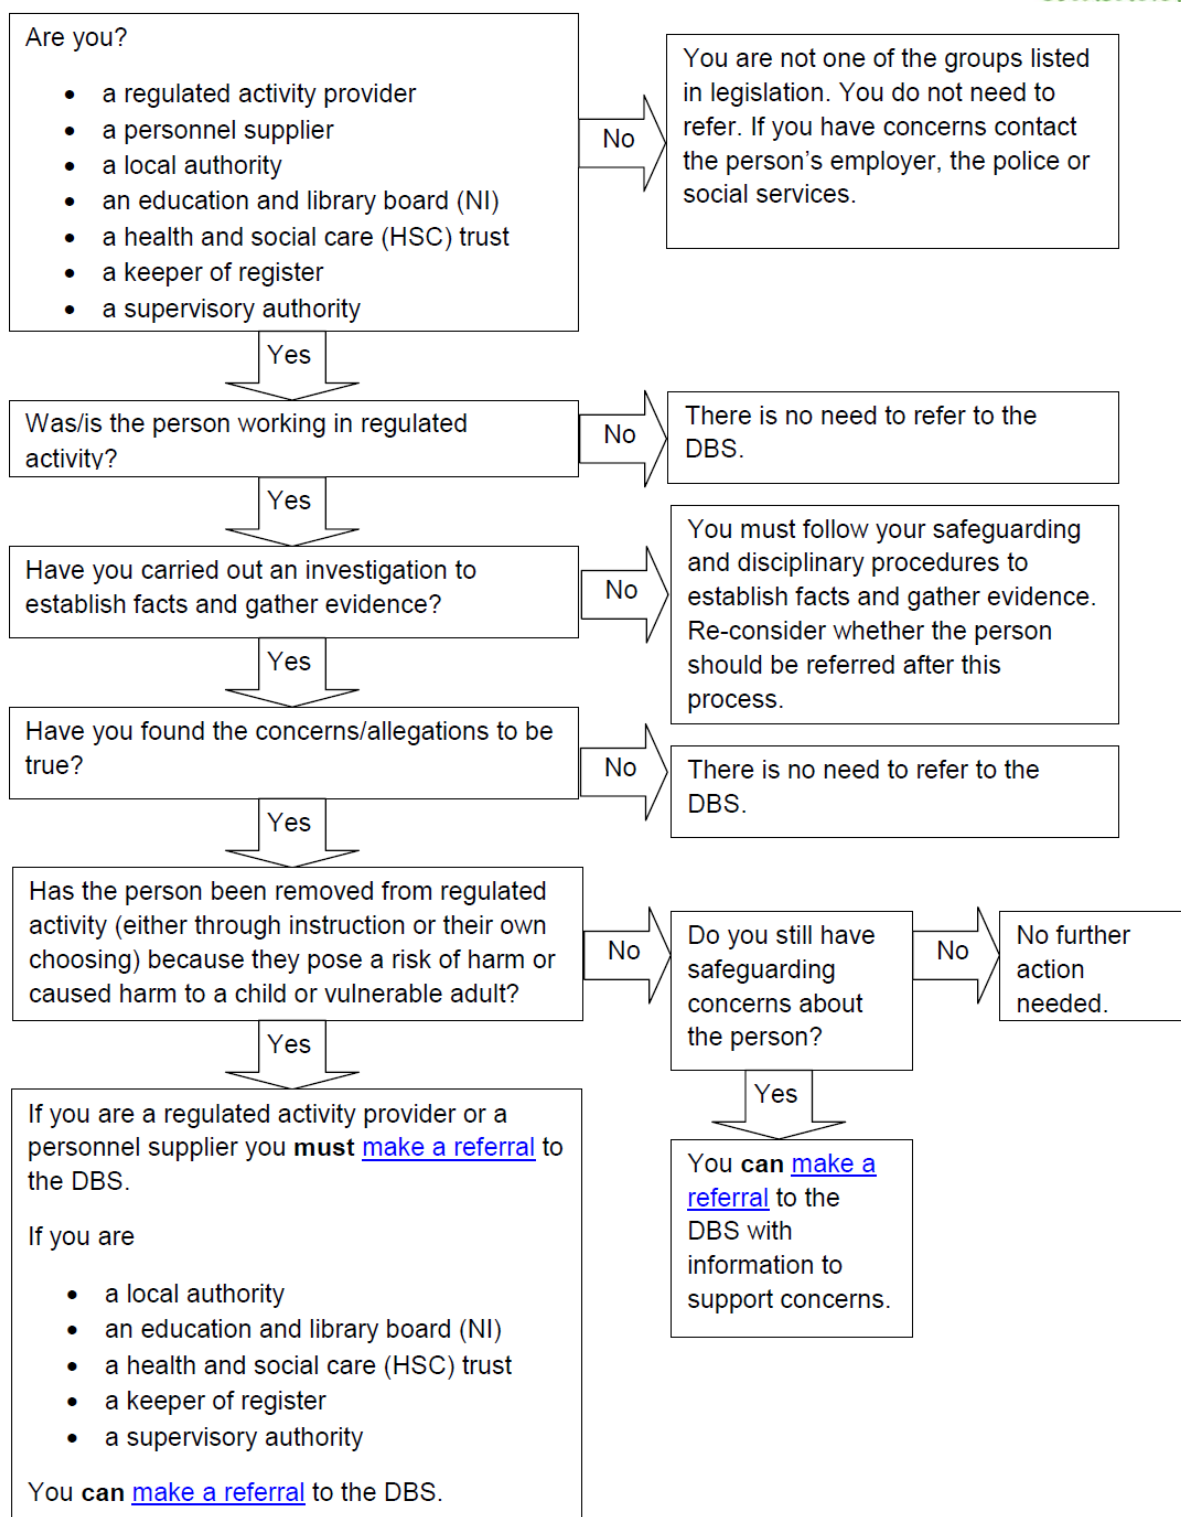 Are you?
• a regulated activity provider
• a personnel supplier
• a local authority
• an education and library board (NI)
• a health and social care (HSC) trust
• a keeper of register
• a supervisory authority
No
You are not one of the groups listed
in legislation. You do not need to
refer. If you have concerns contact
the person's employer, the police or
social services.
Yes
Was/is the person working in regulated
activity?
No
There is no need to refer to the
DBS.
Yes
Have you carried out an investigation to
establish facts and gather evidence?
No
You must follow your safeguarding
and disciplinary procedures to
establish facts and gather evidence.
Re-consider whether the person
should be referred after this
process.
Yes
Have you found the concerns/allegations to be
true?
No
There is no need to refer to the
DBS.
Yes
Has the person been removed from regulated
activity (either through instruction or their own
choosing) because they pose a risk of harm or
caused harm to a child or vulnerable adult?
No
Do you still have
safeguarding
concerns about
the person?
No
No further
action
needed.
Yes
If you are a regulated activity provider or a
personnel supplier you must make a referral to
the DBS.
If you are
• a local authority
• an education and library board (NI)
• a health and social care (HSC) trust
• a keeper of register
• a supervisory authority
You can make a referral to the DBS.
Yes
You can make a
referral to the
DBS with
information to
support concerns.